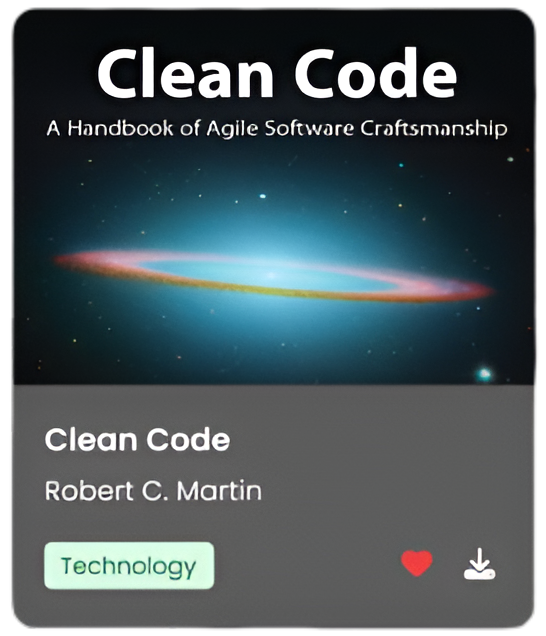 Clean Code
A Handbook of Agile Software Craftsmanship
Clean Code
Robert C. Martin
Technology